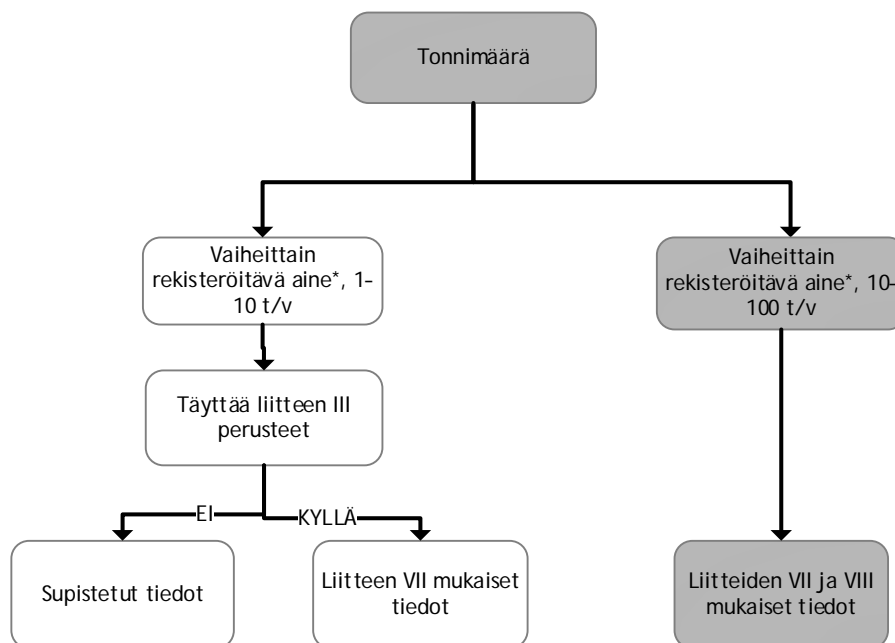 Tonnimäärä
Vaiheittain
rekisteröitävä aine*, 1–
10 t/v
Vaiheittain
rekisteröitävä aine*, 10–
100 t/v
Täyttää liitteen III
perusteet
EI
KYLLÄ
Supistetut tiedot
Liitteen VII mukaiset
tiedot
Liitteiden VII ja VIII
mukaiset tiedot